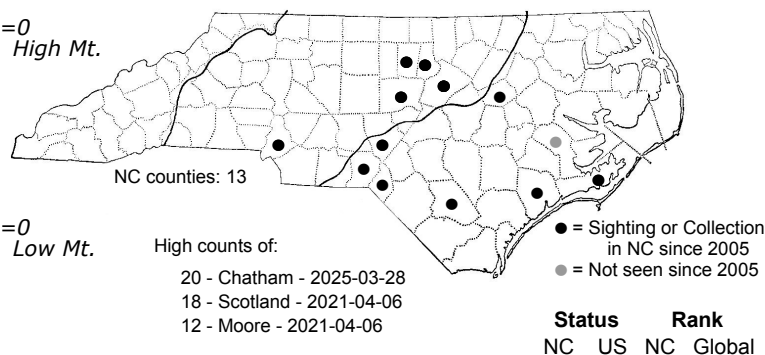 =0
High Mt.
NC counties: 13
=0
Low Mt.
High counts of:
20 - Chatham - 2025-03-28
18 - Scotland - 2021-04-06
12 - Moore - 2021-04-06
● = Sighting or Collection
in NC since 2005
● = Not seen since 2005
Status Rank
NC US NC Global